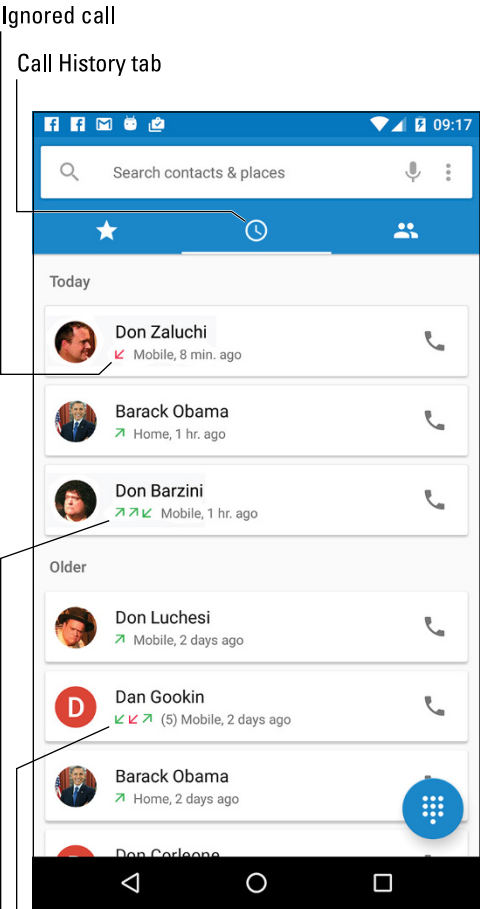 Ignored call
Call History tab
09:17
Search contacts & places
Today
Don Zaluchi
Mobile, 8 min. ago
Barack Obama
Home, 1 hr. ago
Don Barzini
Mobile, 1 hr. ago
Older
Don Luchesi
Mobile, 2 days ago
D
Dan Gookin
(5) Mobile, 2 days ago
Barack Obama
Home, 2 days ago
Don Corleone